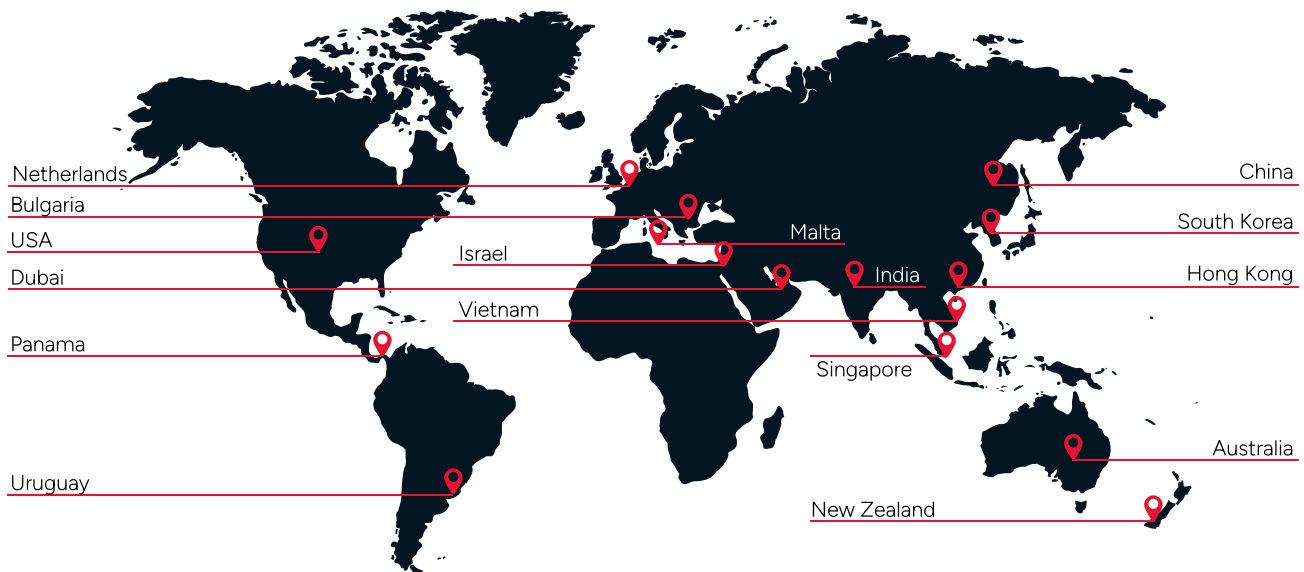 Netherlands
Bulgaria
USA
Dubai
Panama
Uruguay
Israel
Vietnam
Malta
India
Singapore
New Zealand
China
South Korea
Hong Kong
Australia